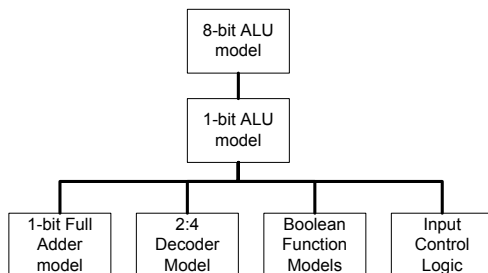 8-bit ALU
model
1-bit ALU
model
1-bit Full
Adder
model
2:4
Decoder
Model
Boolean
Function
Models
Input
Control
Logic